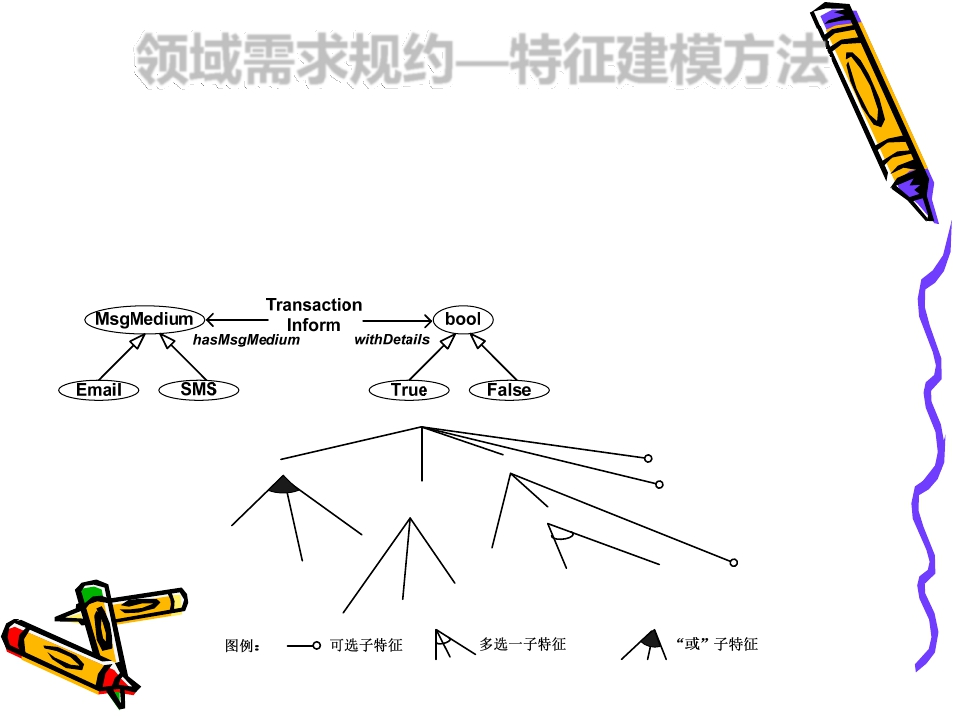 领域需求规约—特征建模方法
Transaction
Inform
MsgMedium
bool
hasMsgMedium
withDetails
Email
SMS
True
False
图例：
可选子特征
多选一子特征
“或”子特征